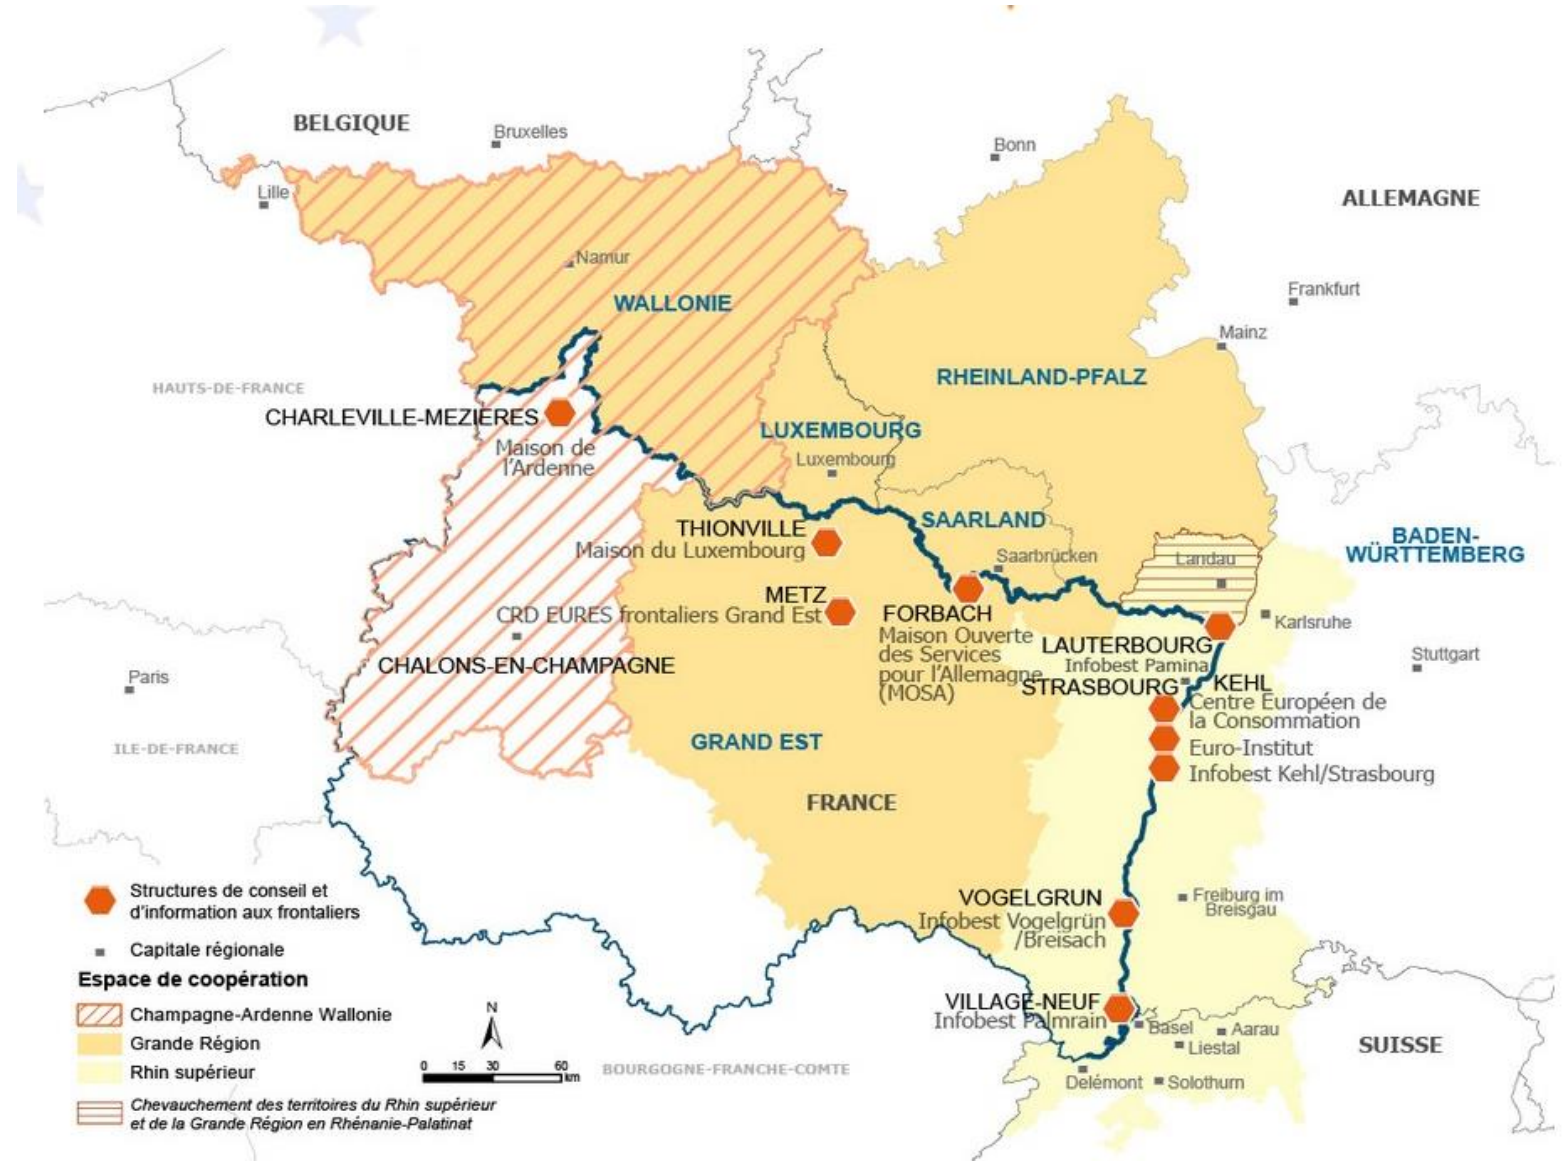 BELGIQUE
Bruxelles
Bonn
ALLEMAGNE
Lille
Namur
WALLONIE
Frankfurt
Mainz
HAUTS-DE-FRANCE
RHEINLAND-PFALZ
CHARLEVILLE-MEZIERES
Maison de
l'Ardenne
LUXEMBOURG
Luxembourg
THIONVILLE
Maison du Luxembourg
SAARLAND
Saarbrücken
Landau
BADEN-
WÜRTTEMBERG
METZ
CRD EURES frontaliers Grand Est
FORBACH
Maison Ouverte
des Services
pour l'Allemagne
(MOSA)
Karlsruhe
LAUTERBOURG
Infobest Pamina
Stuttgart
CHALONS-EN-CHAMPAGNE
Paris
STRASBOURG
KEHL
Centre Européen de
la Consommation
Euro-Institut
Infobest Kehl/Strasbourg
ILE-DE-FRANCE
GRAND EST
FRANCE
VOGELGRUN
Infobest Vogelgrün
/Breisach
Freiburg im
Breisgau
VILLAGE-NEUF
Infobest Palmrain
Basel
Aarau
Liestal
SUISSE
Delémont
Solothurn
BOURGOGNE-FRANCHE-COMTE
Structures de conseil et
d'information aux frontaliers
Capitale régionale
Espace de coopération
Champagne-Ardenne Wallonie
Grande Région
Rhin supérieur
Chevauchement des territoires du Rhin supérieur
et de la Grande Région en Rhénanie-Palatinat
N
0 15 30 60
km